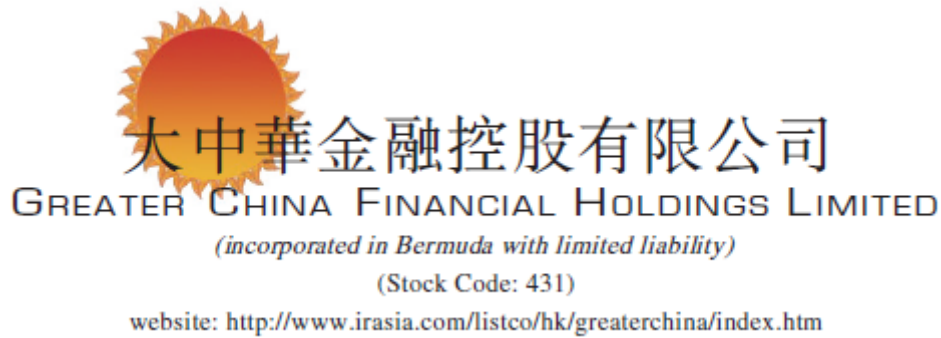 大中華金融控股有限公司
GREATER CHINA FINANCIAL HOLDINGS LIMITED
(incorporated in Bermuda with limited liability)
(Stock Code: 431)
website: http://www.irasia.com/listco/hk/greaterchina/index.htm